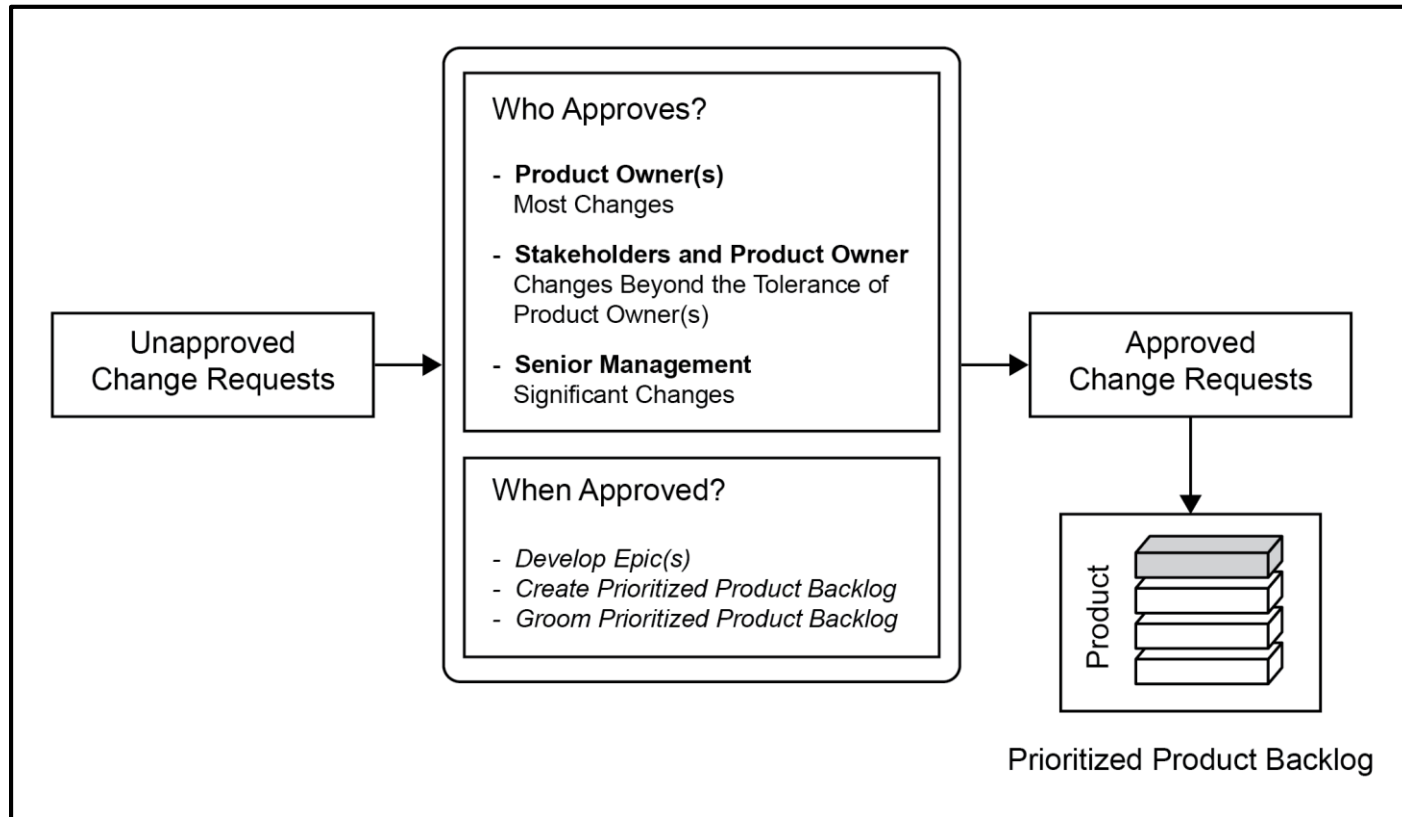 Unapproved
Change Requests
Who Approves?
- Product Owner(s)
Most Changes
- Stakeholders and Product Owner
Changes Beyond the Tolerance of
Product Owner(s)
- Senior Management
Significant Changes
When Approved?
- Develop Epic(s)
- Create Prioritized Product Backlog
- Groom Prioritized Product Backlog
Approved
Change Requests
Product
Prioritized Product Backlog